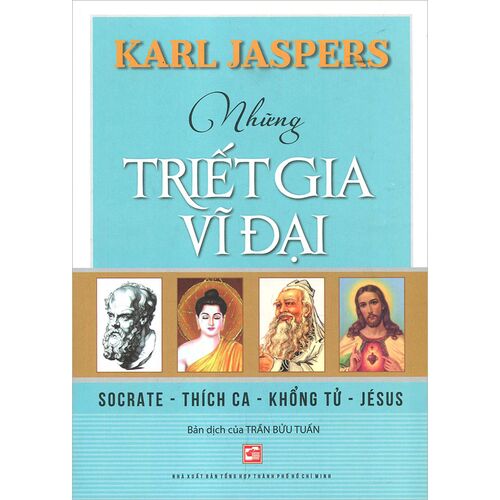 KARL JASPERS
Những
TRIẾT GIA
VĨ ĐẠI
SOCRATE - THÍCH CA - KHỔNG TỬ - JÉSUS
Bản dịch của TRẦN BỬU TUẤN
NHÀ XUẤT BẢN TỔNG HỢP THÀNH PHỐ HỒ CHÍ MINH